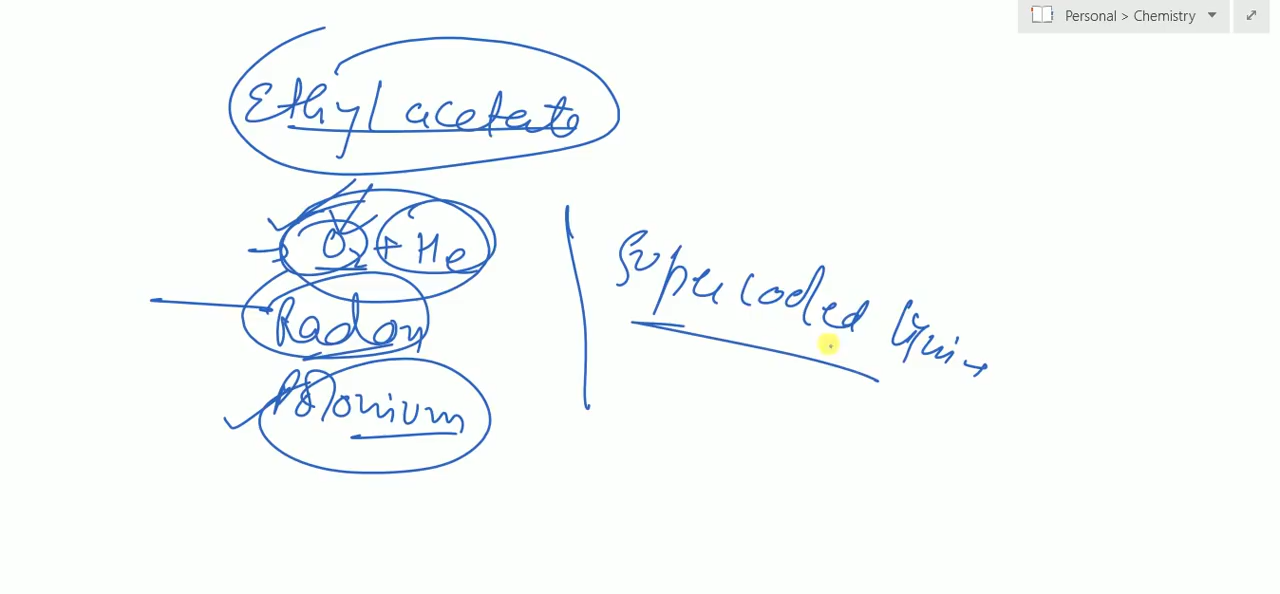 Personal > Chemistry
Ethyl acetate
O₂ + He
Radon
Polonium
Supercooled